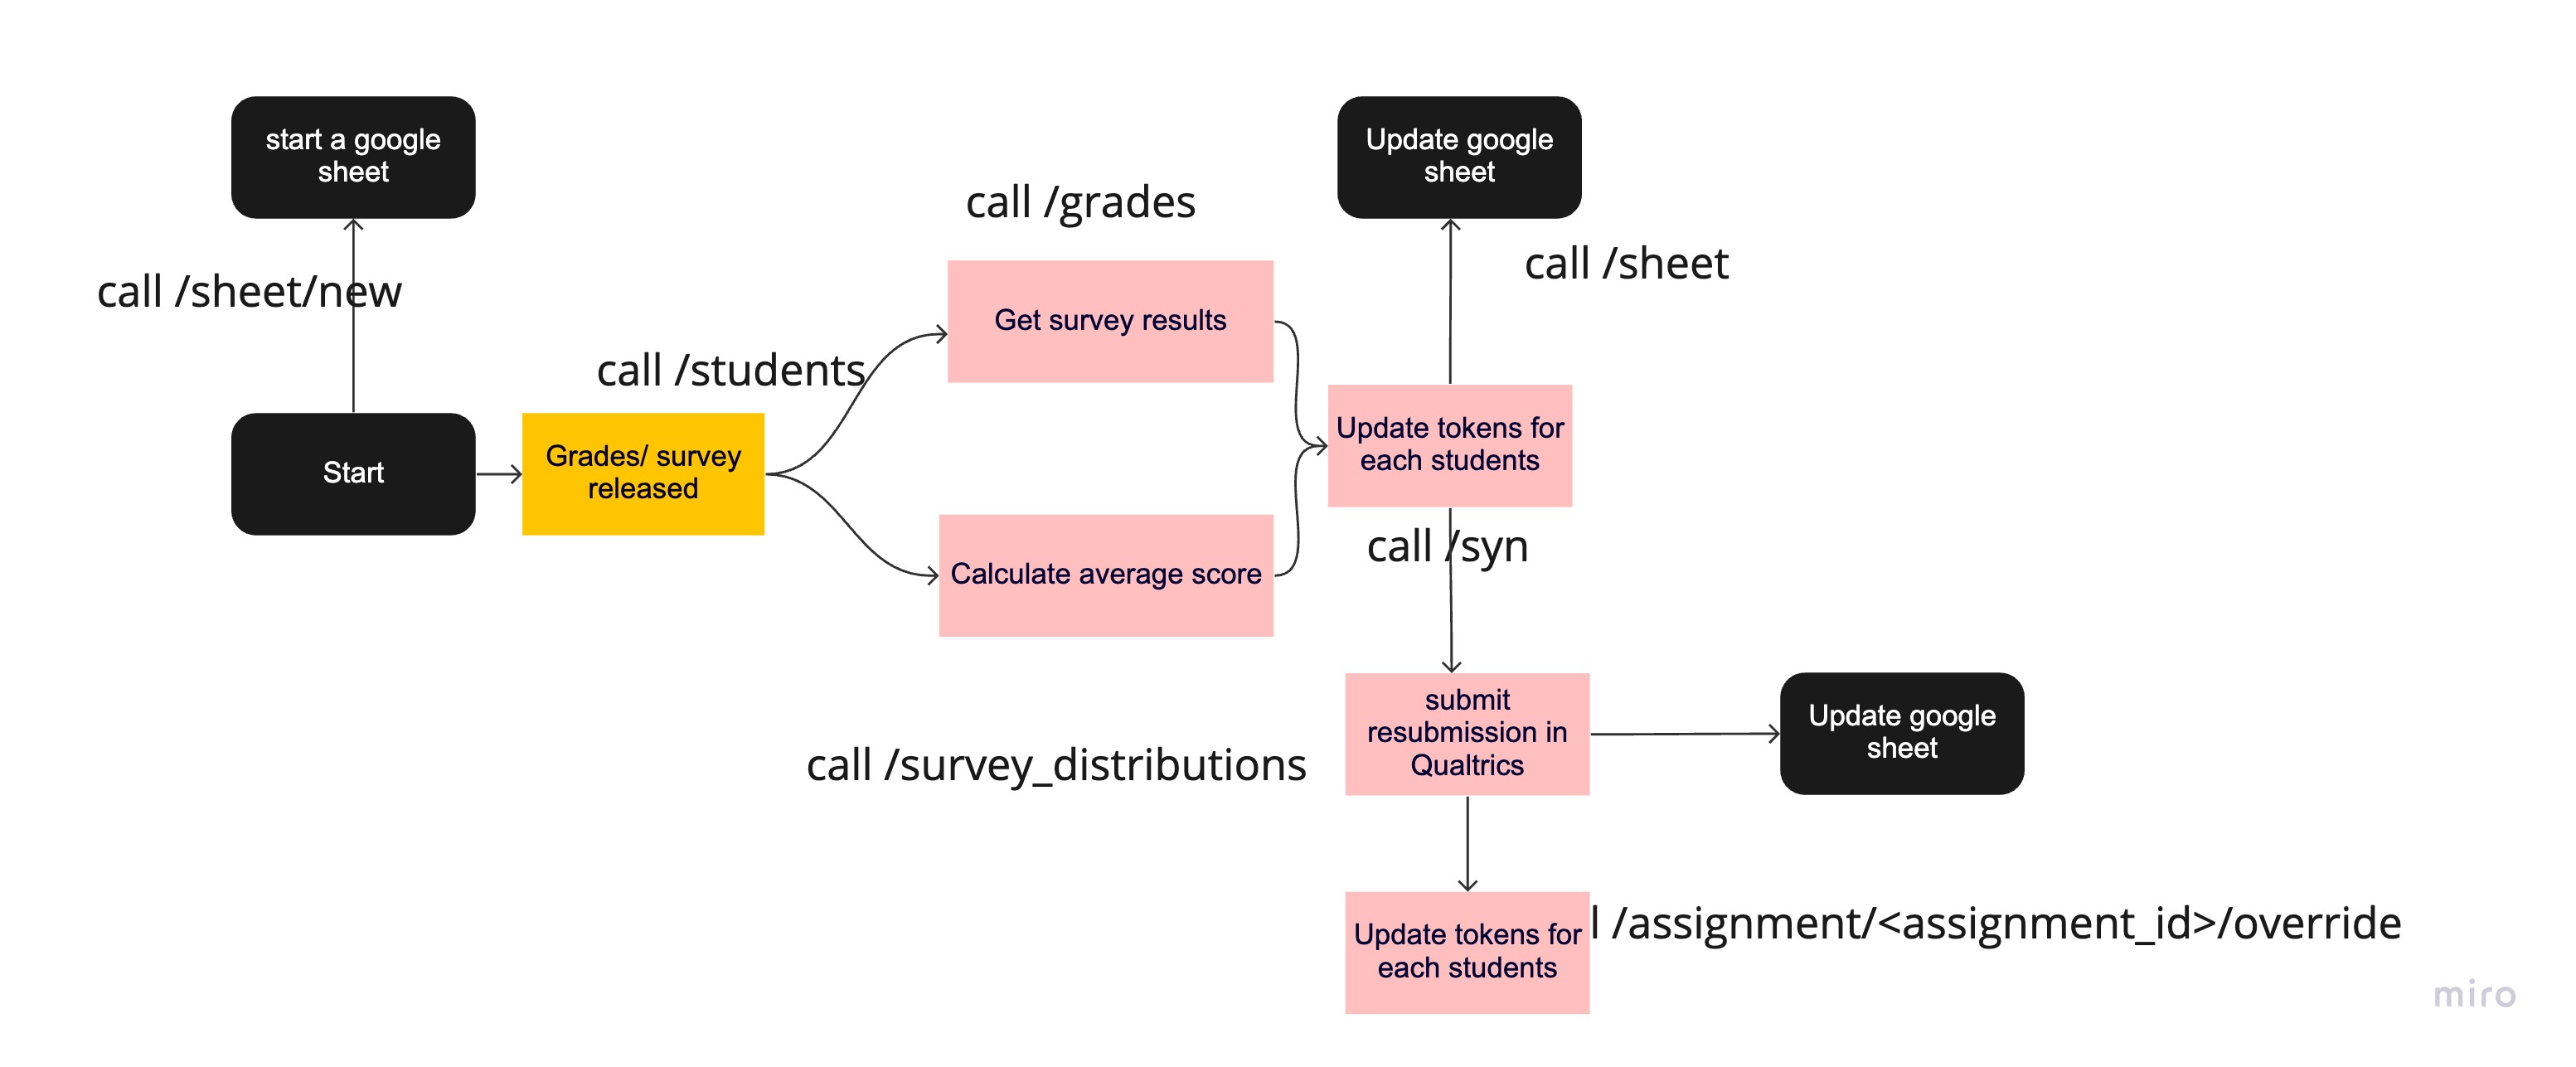 start a google
sheet
Update google
sheet
call /grades
call /sheet
call /sheet/new
Get survey results
call /students
Update tokens for
each students
Start
Grades/ survey
released
call /syn
Calculate average score
submit
resubmission in
Qualtrics
Update google
sheet
call /survey_distributions
Update tokens for
each students
l /assignment/<assignment_id>/override
miro